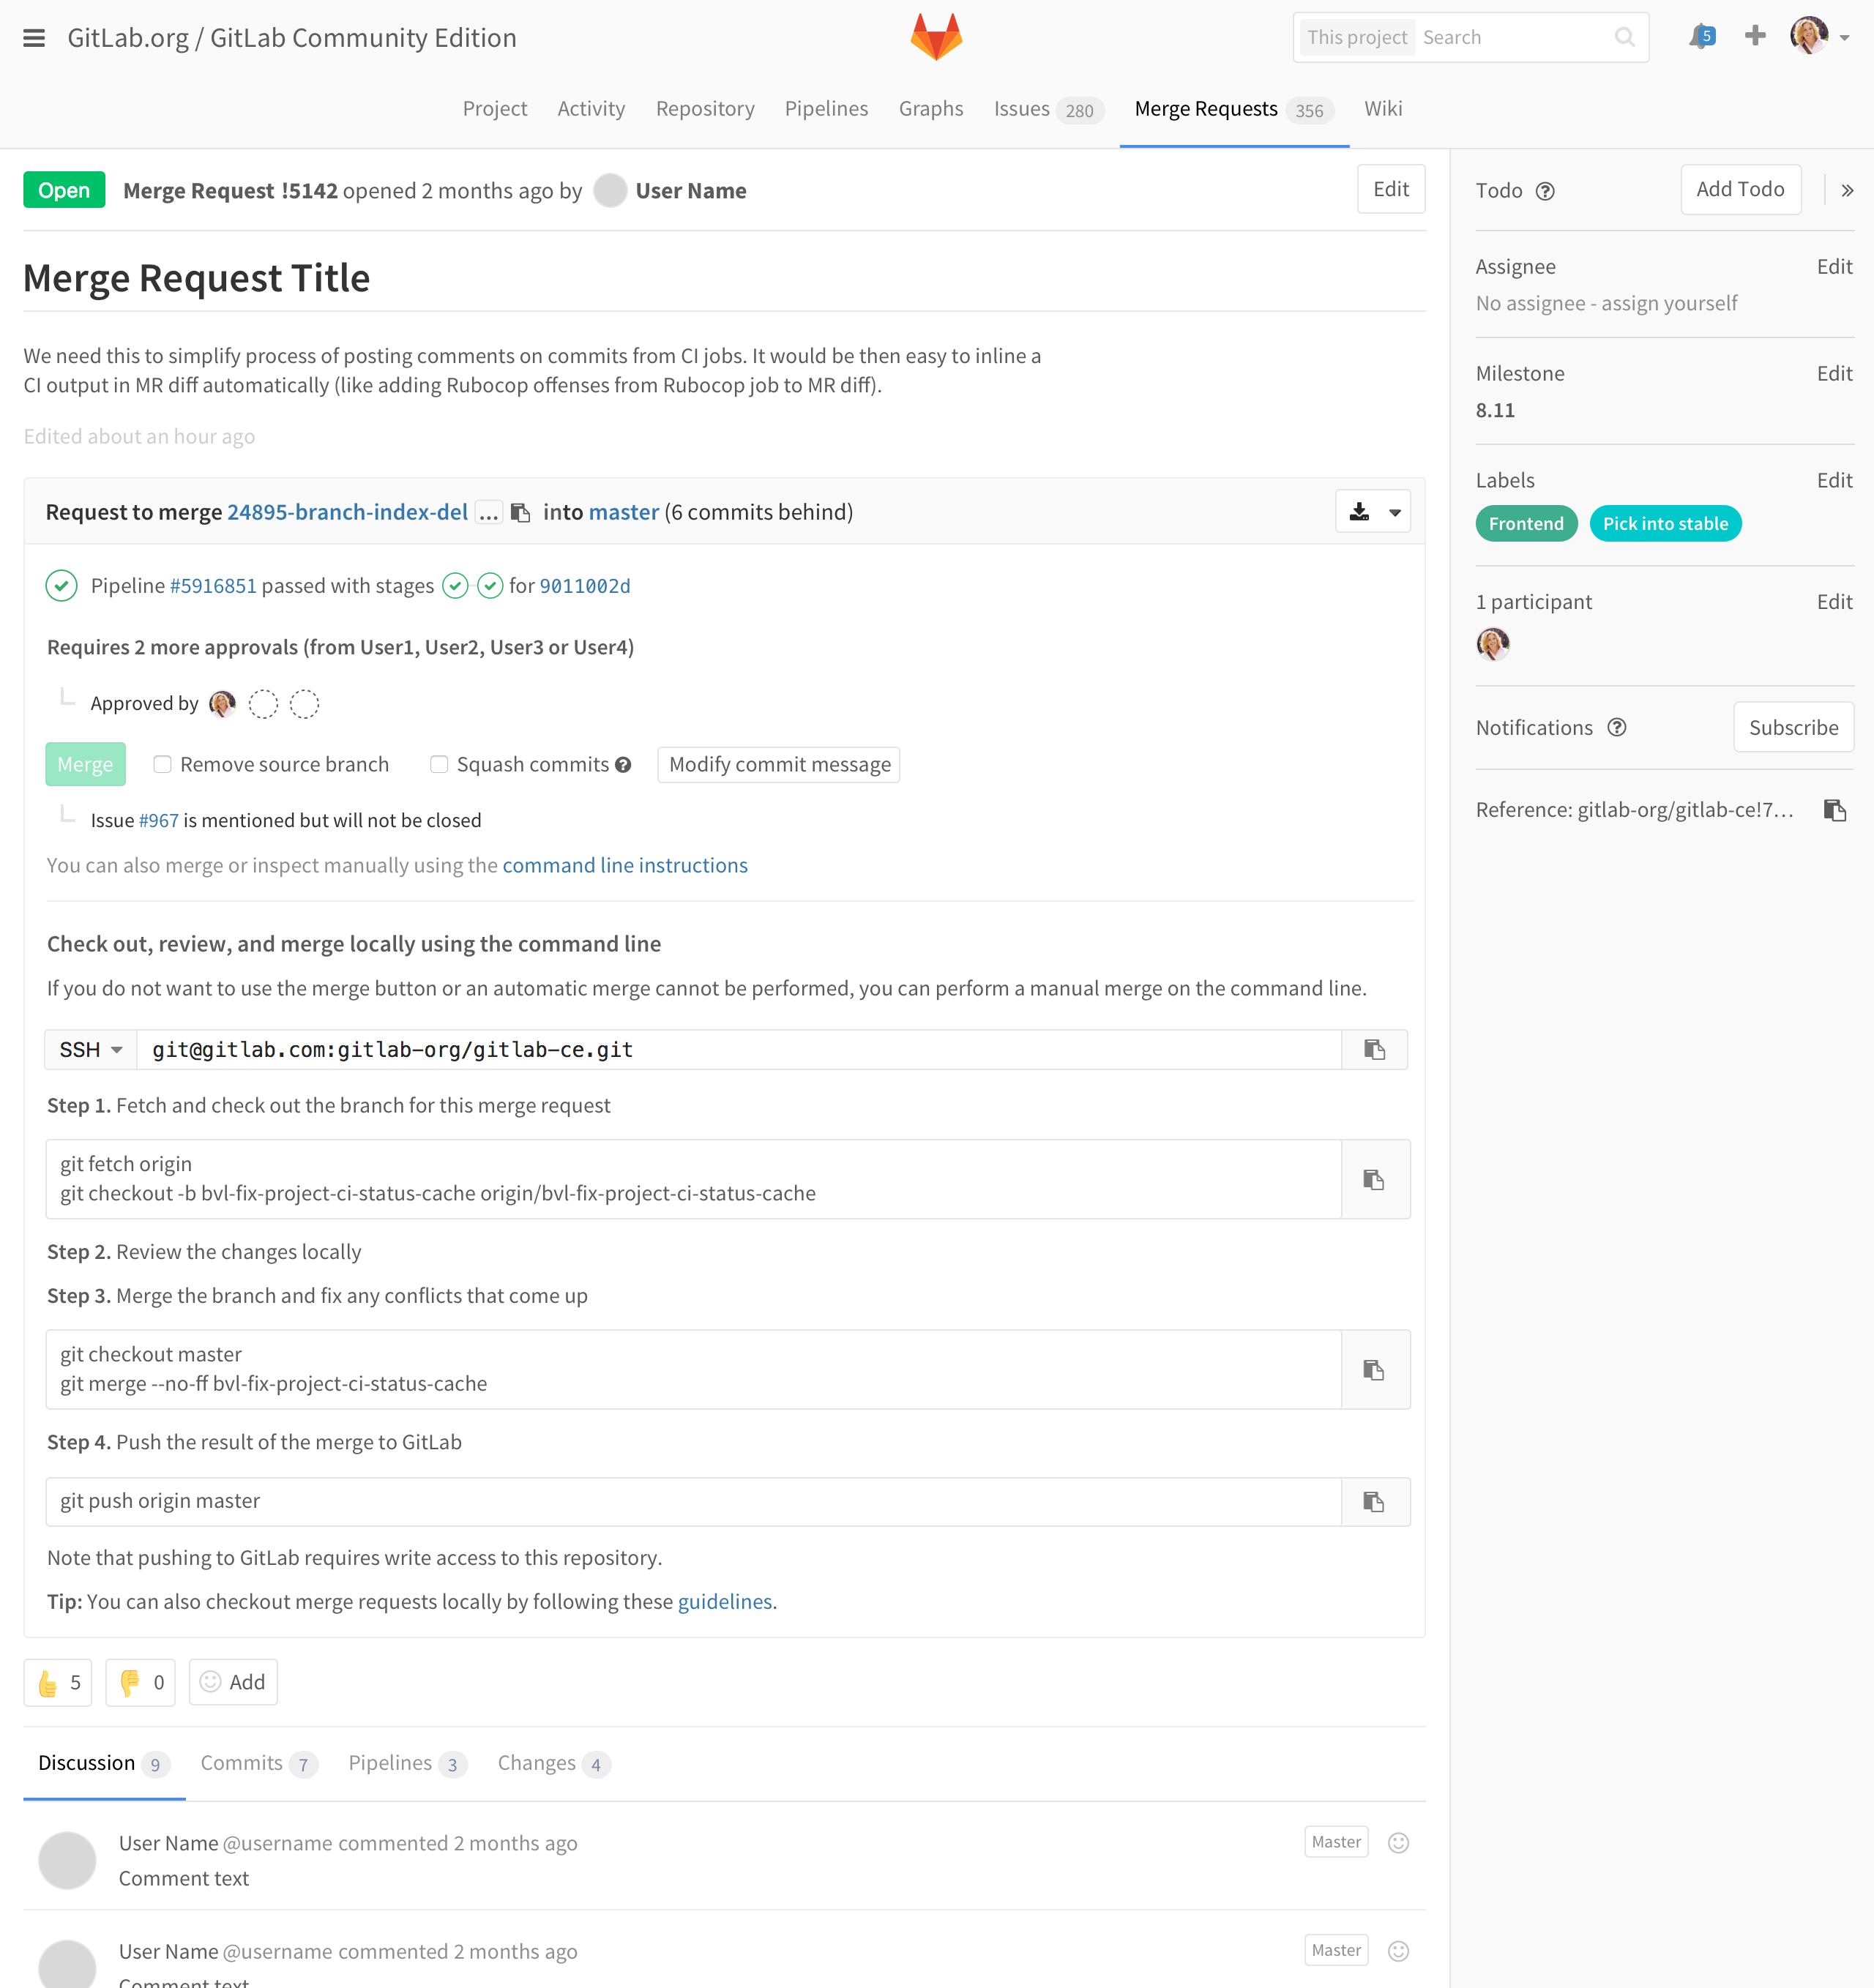 GitLab.org / GitLab Community Edition
This project Search
5
Project Activity Repository Pipelines Graphs Issues 280 Merge Requests 356 Wiki
Open Merge Request !5142 opened 2 months ago by User Name Edit
Merge Request Title
We need this to simplify process of posting comments on commits from CI jobs. It would be then easy to inline a
CI output in MR diff automatically (like adding Rubocop offenses from Rubocop job to MR diff).
Edited about an hour ago
Request to merge 24895-branch-index-del ... into master (6 commits behind)
Pipeline #5916851 passed with stages for 9011002d
Requires 2 more approvals (from User1, User2, User3 or User4)
Approved by
Merge Remove source branch Squash commits Modify commit message
Issue #967 is mentioned but will not be closed
You can also merge or inspect manually using the command line instructions
Check out, review, and merge locally using the command line
If you do not want to use the merge button or an automatic merge cannot be performed, you can perform a manual merge on the command line.
SSH git@gitlab.com:gitlab-org/gitlab-ce.git
Step 1. Fetch and check out the branch for this merge request
git fetch origin
git checkout -b bvl-fix-project-ci-status-cache origin/bvl-fix-project-ci-status-cache
Step 2. Review the changes locally
Step 3. Merge the branch and fix any conflicts that come up
git checkout master
git merge --no-ff bvl-fix-project-ci-status-cache
Step 4. Push the result of the merge to GitLab
git push origin master
Note that pushing to GitLab requires write access to this repository.
Tip: You can also checkout merge requests locally by following these guidelines.
5 0 Add
Discussion 9 Commits 7 Pipelines 3 Changes 4
User Name @username commented 2 months ago Master
Comment text
User Name @username commented 2 months ago Master
Comment text
Todo Add Todo
Assignee Edit
No assignee - assign yourself
Milestone Edit
8.11
Labels Edit
Frontend Pick into stable
1 participant Edit
Notifications Subscribe
Reference: gitlab-org/gitlab-ce!7...